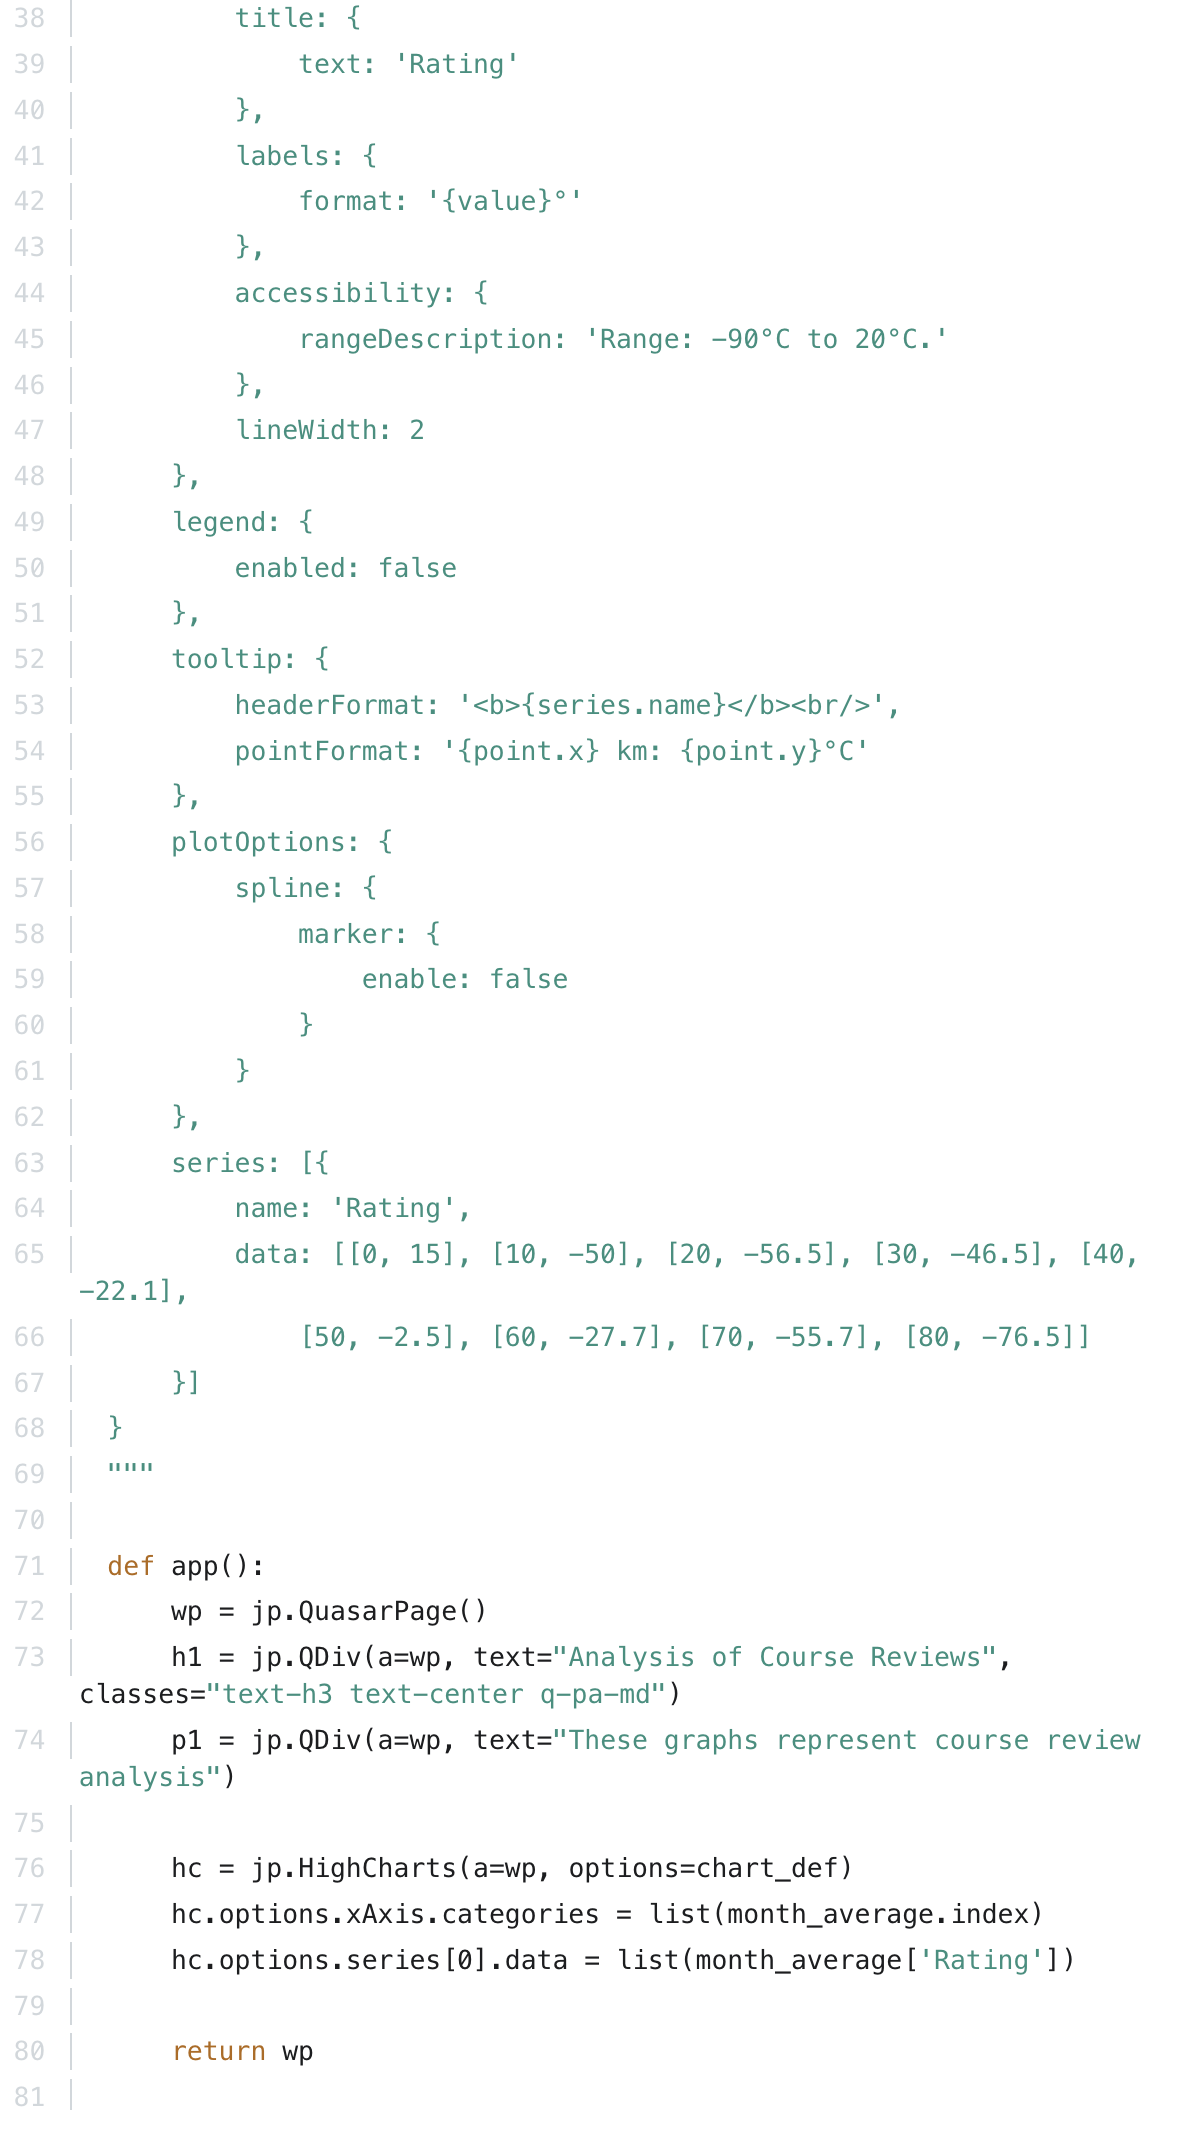 38         title: {
39             text: 'Rating'
40         },
41         labels: {
42             format: '{value}°'
43         },
44         accessibility: {
45             rangeDescription: 'Range: −90°C to 20°C.'
46         },
47         lineWidth: 2
48     },
49     legend: {
50         enabled: false
51     },
52     tooltip: {
53         headerFormat: '<b>{series.name}</b><br/>',
54         pointFormat: '{point.x} km: {point.y}°C'
55     },
56     plotOptions: {
57         spline: {
58             marker: {
59                 enable: false
60             }
61         }
62     },
63     series: [{
64         name: 'Rating',
65         data: [[0, 15], [10, −50], [20, −56.5], [30, −46.5], [40,
−22.1],
66             [50, −2.5], [60, −27.7], [70, −55.7], [80, −76.5]]
67     }]
68 }
69 """
70
71 def app():
72     wp = jp.QuasarPage()
73     h1 = jp.QDiv(a=wp, text="Analysis of Course Reviews",
classes="text−h3 text−center q−pa−md")
74     p1 = jp.QDiv(a=wp, text="These graphs represent course review
analysis")
75
76     hc = jp.HighCharts(a=wp, options=chart_def)
77     hc.options.xAxis.categories = list(month_average.index)
78     hc.options.series[0].data = list(month_average['Rating'])
79
80     return wp
81